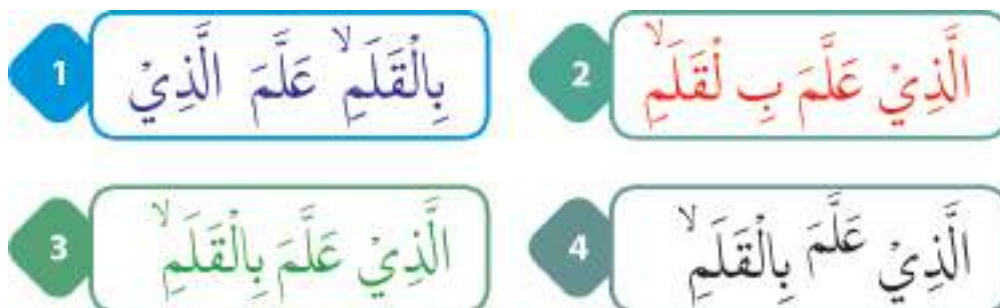 1 بِالْقَلَمِۙ عَلَّمَ الَّذِيْ
2 الَّذِيْ عَلَّمَ بِ لْقَلَمِۙ
3 الَّذِيْ عَلَّمَ بِالْقَلَمِۙ
4 الَّذِيْ عَلَّمَ بِالْقَلَمِۙ